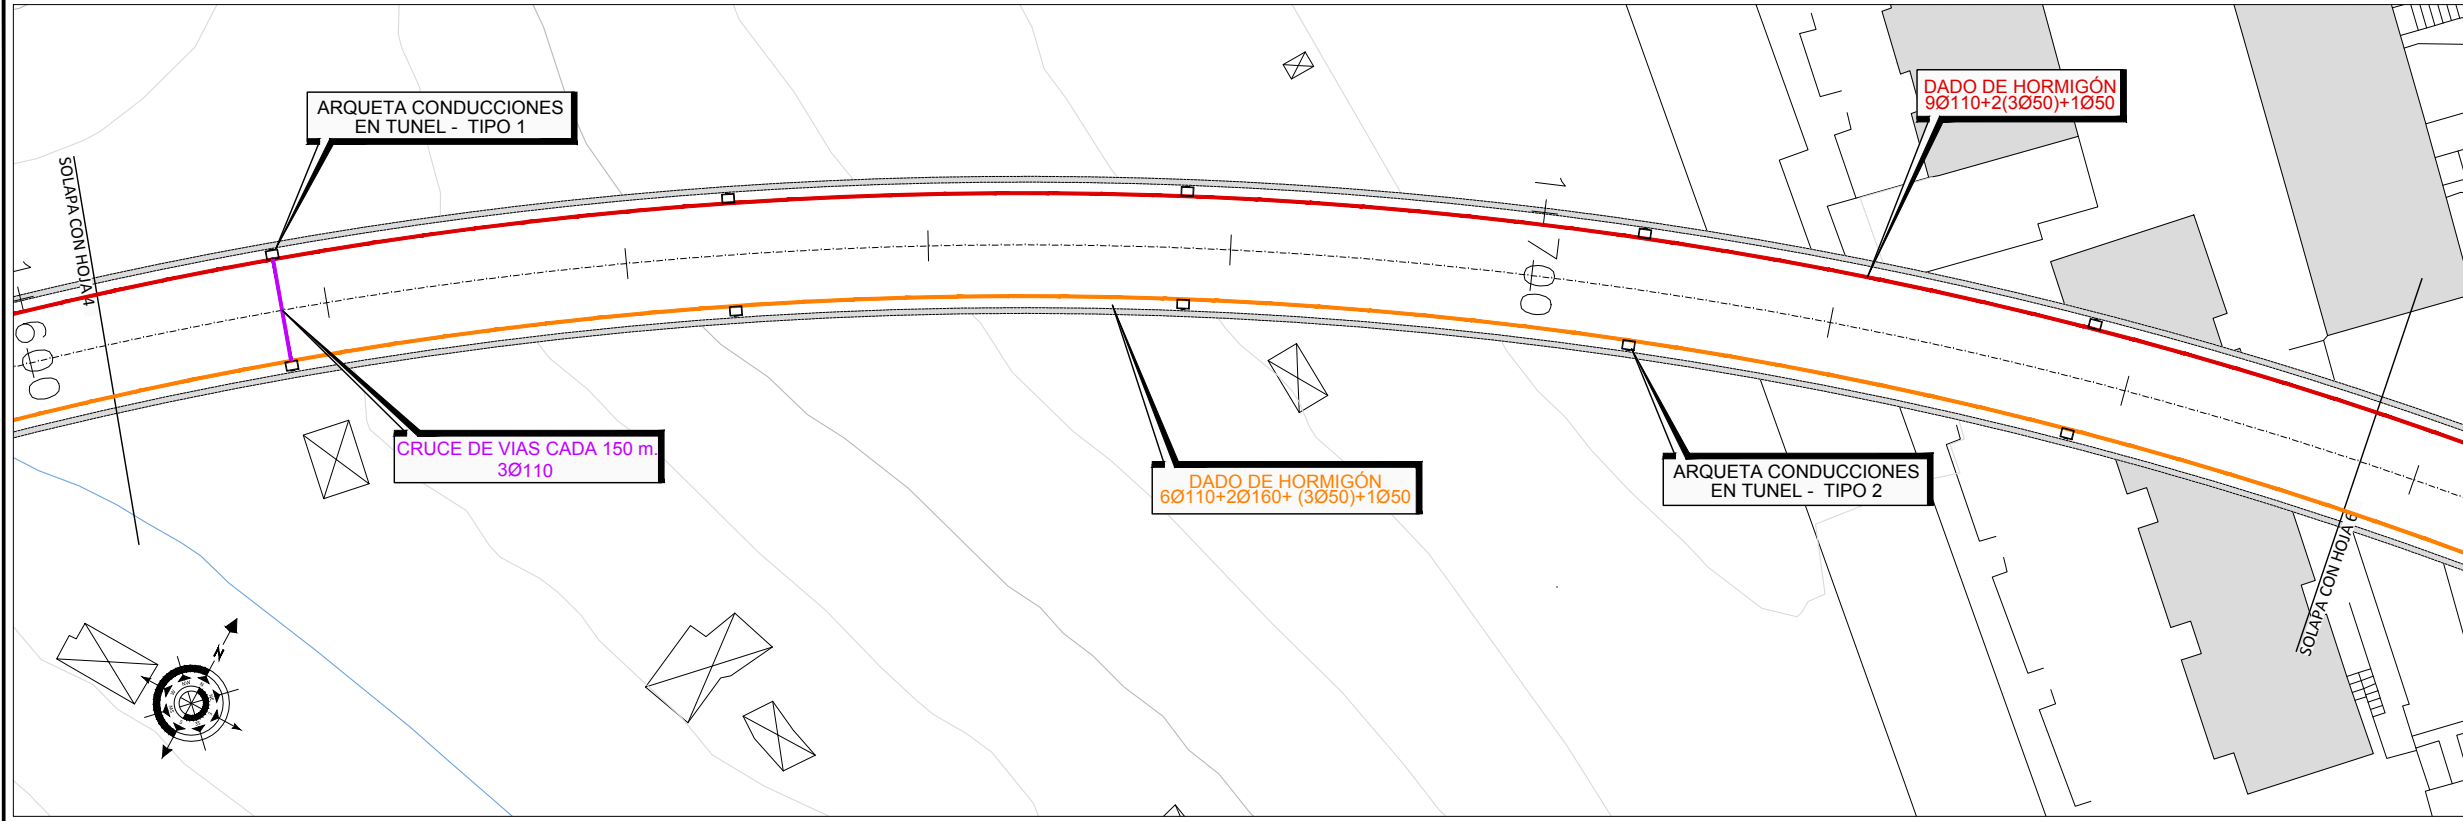 ARQUETA CONDUCCIONES
EN TUNEL - TIPO 1
DADO DE HORMIGÓN
9Ø110+2(3Ø50)+1Ø50
SOLAPA CON HOJA 4
1
600
1
700
CRUCE DE VIAS CADA 150 m.
3Ø110
DADO DE HORMIGÓN
6Ø110+2Ø160+ (3Ø50)+1Ø50
ARQUETA CONDUCCIONES
EN TUNEL - TIPO 2
SOLAPA CON HOJA 6
N